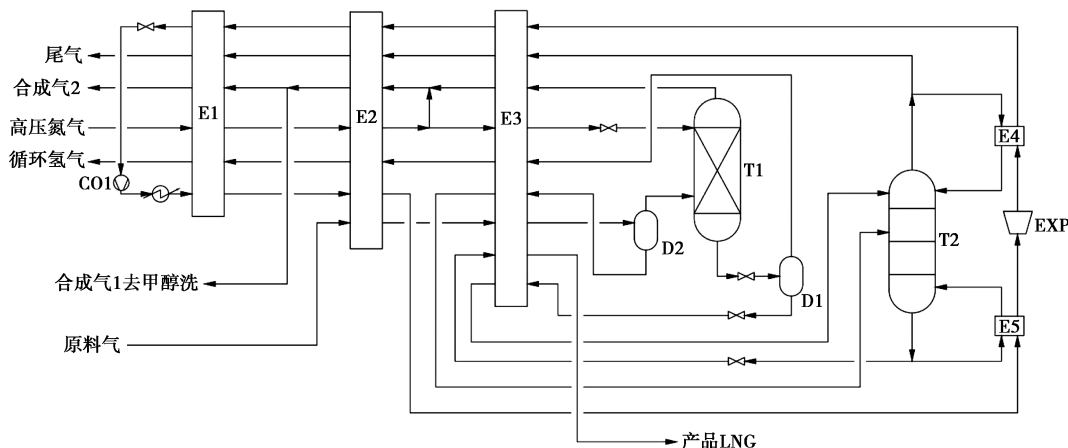 尾气
合成气2
高压氮气
循环氢气
CO1
合成气1去甲醇洗
原料气
E1
E2
E3
D2
T1
D1
T2
E4
EXP
E5
产品LNG